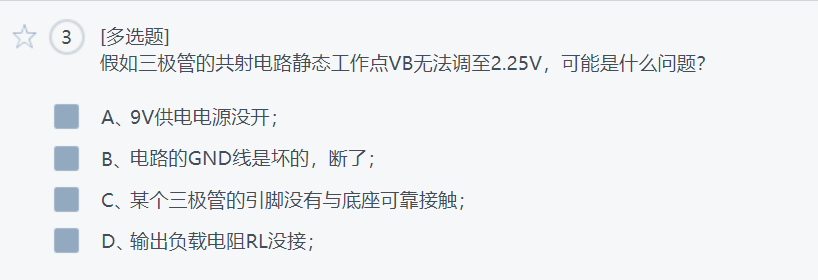 3 [多选题]
假如三极管的共射电路静态工作点VB无法调至2.25V，可能是什么问题？
A、9V供电电源没开；
B、电路的GND线是坏的，断了；
C、某个三极管的引脚没有与底座可靠接触；
D、输出负载电阻RL没接；